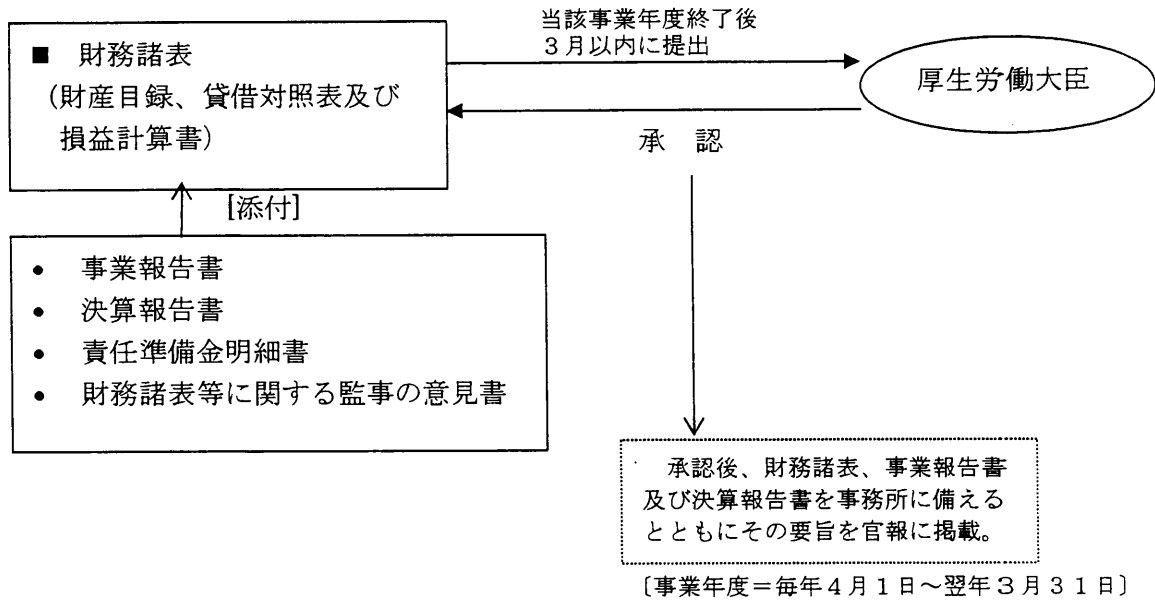 ■ 財務諸表
(財産目録、貸借対照表及び
損益計算書)
当該事業年度終了後
3月以内に提出
厚生労働大臣
承 認
[添付]
• 事業報告書
• 決算報告書
• 責任準備金明細書
• 財務諸表等に関する監事の意見書
承認後、財務諸表、事業報告書
及び決算報告書を事務所に備える
とともにその要旨を官報に掲載。
〔事業年度=毎年4月1日~翌年3月31日〕